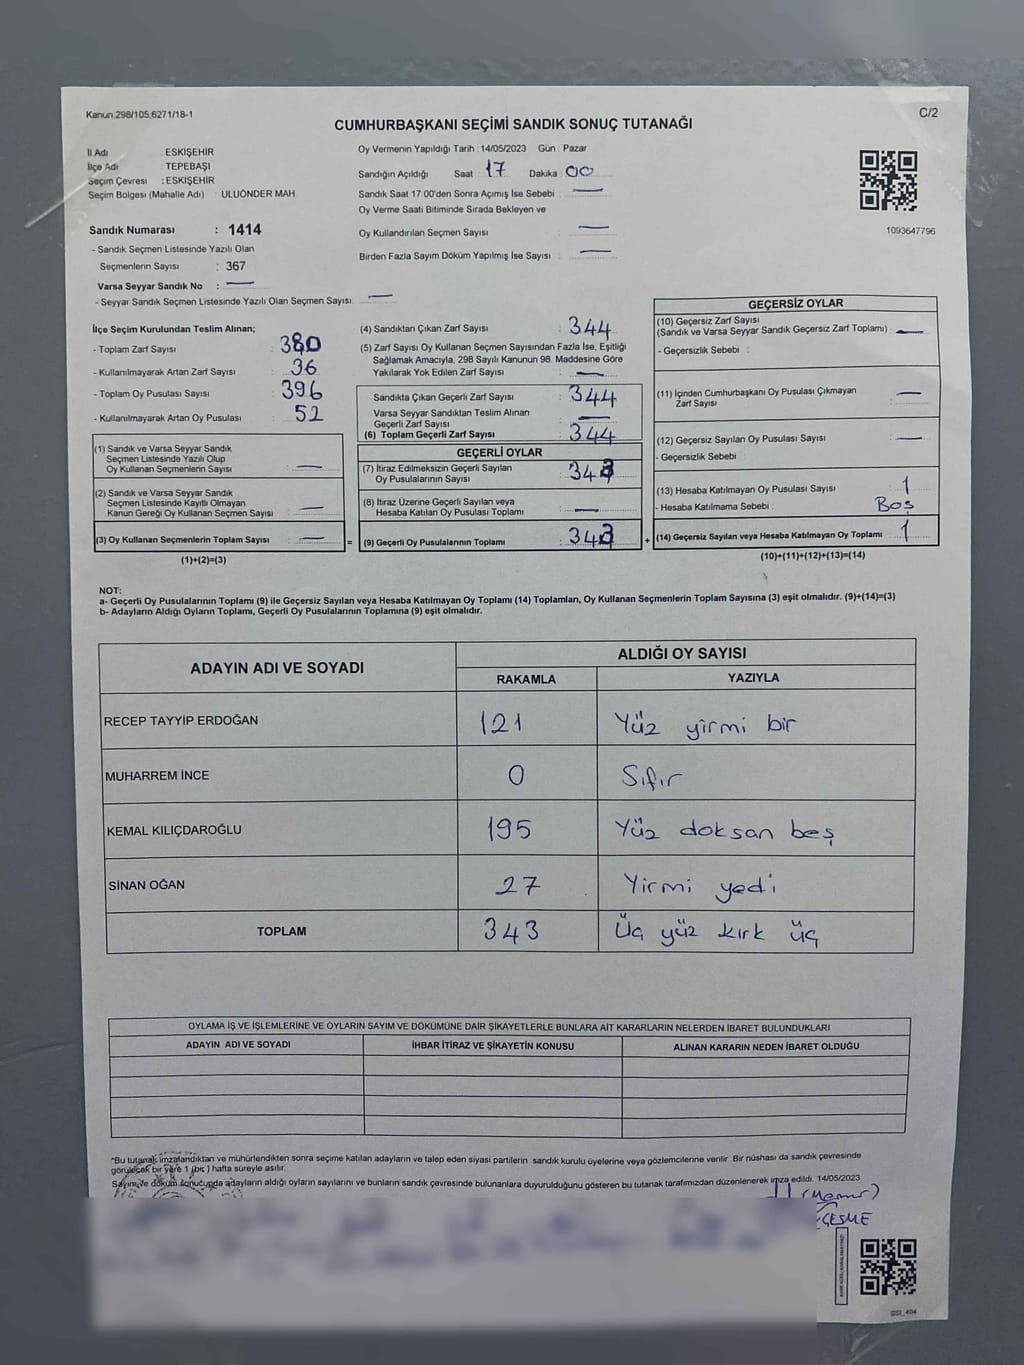 Kanun,298/105,6271/18-1
C/2
CUMHURBAŞKANI SEÇİMİ SANDIK SONUÇ TUTANAĞI
İl Adı : ESKİŞEHİR
İlçe Adı : TEPEBAŞI
Seçim Çevresi : ESKİŞEHİR
Seçim Bölgesi (Mahalle Adı) : ULUÖNDER MAH.
Oy Vermenin Yapıldığı Tarih : 14/05/2023 Gün : Pazar
Sandığın Açıldığı Saat : 17 Dakika : 00
Sandık Saat 17:00'den Sonra Açımış İse Sebebi : —
Oy Verme Saati Bitiminde Sırada Bekleyen ve
Oy Kullandırılan Seçmen Sayısı : —
Birden Fazla Sayım Döküm Yapılmış İse Sayısı : —
1093647796
Sandık Numarası : 1414
- Sandık Seçmen Listesinde Yazılı Olan
Seçmenlerin Sayısı : 367
Varsa Seyyar Sandık No : —
- Seyyar Sandık Seçmen Listesinde Yazılı Olan Seçmen Sayısı: —
İlçe Seçim Kurulundan Teslim Alınan;
- Toplam Zarf Sayısı : 380
- Kullanılmayarak Artan Zarf Sayısı : 36
- Toplam Oy Pusulası Sayısı : 396
- Kullanılmayarak Artan Oy Pusulası : 52
(1) Sandık ve Varsa Seyyar Sandık
Seçmen Listesinde Yazılı Olup
Oy Kullanan Seçmenlerin Sayısı : —
(2) Sandık ve Varsa Seyyar Sandık
Seçmen Listesinde Kayıtlı Olmayan
Kanun Gereği Oy Kullanan Seçmen Sayısı : —
(3) Oy Kullanan Seçmenlerin Toplam Sayısı : — =
(1)+(2)=(3)
(4) Sandıktan Çıkan Zarf Sayısı : 344
(5) Zarf Sayısı Oy Kullanan Seçmen Sayısından Fazla İse, Eşitliği
Sağlamak Amacıyla, 298 Sayılı Kanunun 98. Maddesine Göre
Yakılarak Yok Edilen Zarf Sayısı : —
Sandıkta Çıkan Geçerli Zarf Sayısı : 344
Varsa Seyyar Sandıktan Teslim Alınan
Geçerli Zarf Sayısı : —
(6) Toplam Geçerli Zarf Sayısı : 344
GEÇERLİ OYLAR
(7) İtiraz Edilmeksizin Geçerli Sayılan
Oy Pusulalarının Sayısı : 343
(8) İtiraz Üzerine Geçerli Sayılan veya
Hesaba Katılan Oy Pusulası Toplamı : —
(9) Geçerli Oy Pusulalarının Toplamı : 343 +
GEÇERSİZ OYLAR
(10) Geçersiz Zarf Sayısı
(Sandık ve Varsa Seyyar Sandık Geçersiz Zarf Toplamı) : —
- Geçersizlik Sebebi :
(11) İçinden Cumhurbaşkanı Oy Pusulası Çıkmayan
Zarf Sayısı : —
(12) Geçersiz Sayılan Oy Pusulası Sayısı : —
- Geçersizlik Sebebi :
(13) Hesaba Katılmayan Oy Pusulası Sayısı : 1
- Hesaba Katılmama Sebebi : Boş
(14) Geçersiz Sayılan veya Hesaba Katılmayan Oy Toplamı : 1
(10)+(11)+(12)+(13)=(14)
NOT:
a- Geçerli Oy Pusulalarının Toplamı (9) ile Geçersiz Sayılan veya Hesaba Katılmayan Oy Toplamı (14) Toplamları, Oy Kullanan Seçmenlerin Toplam Sayısına (3) eşit olmalıdır. (9)+(14)=(3)
b- Adayların Aldığı Oyların Toplamı, Geçerli Oy Pusulalarının Toplamına (9) eşit olmalıdır.
ADAYIN ADI VE SOYADI
ALDIĞI OY SAYISI
RAKAMLA YAZIYLA
RECEP TAYYİP ERDOĞAN 121 Yüz yirmi bir
MUHARREM İNCE 0 Sıfır
KEMAL KILIÇDAROĞLU 195 Yüz doksan beş
SİNAN OĞAN 27 Yirmi yedi
TOPLAM 343 Üç yüz kırk üç
OYLAMA İŞ VE İŞLEMLERİNE VE OYLARIN SAYIM VE DÖKÜMÜNE DAİR ŞİKAYETLERLE BUNLARA AİT KARARLARIN NELERDEN İBARET BULUNDUKLARI
ADAYIN ADI VE SOYADI İHBAR İTİRAZ VE ŞİKAYETİN KONUSU ALINAN KARARIN NEDEN İBARET OLDUĞU
*Bu tutanak imzalandıktan ve mühürlendikten sonra seçime katılan adayların ve talep eden siyasi partilerin sandık kurulu üyelerine veya gözlemcilerine verilir. Bir nüshası da sandık çevresinde
görülecek bir yere 1 (bir) hafta süreyle asılır.
Sayım ve döküm sonucunda adayların aldığı oyların sayılarını ve bunların sandık çevresinde bulunanlara duyurulduğunu gösteren bu tutanak tarafımızdan düzenlenerek imza edildi. 14/05/2023
(Memur)
ÇEŞME
SSI_494